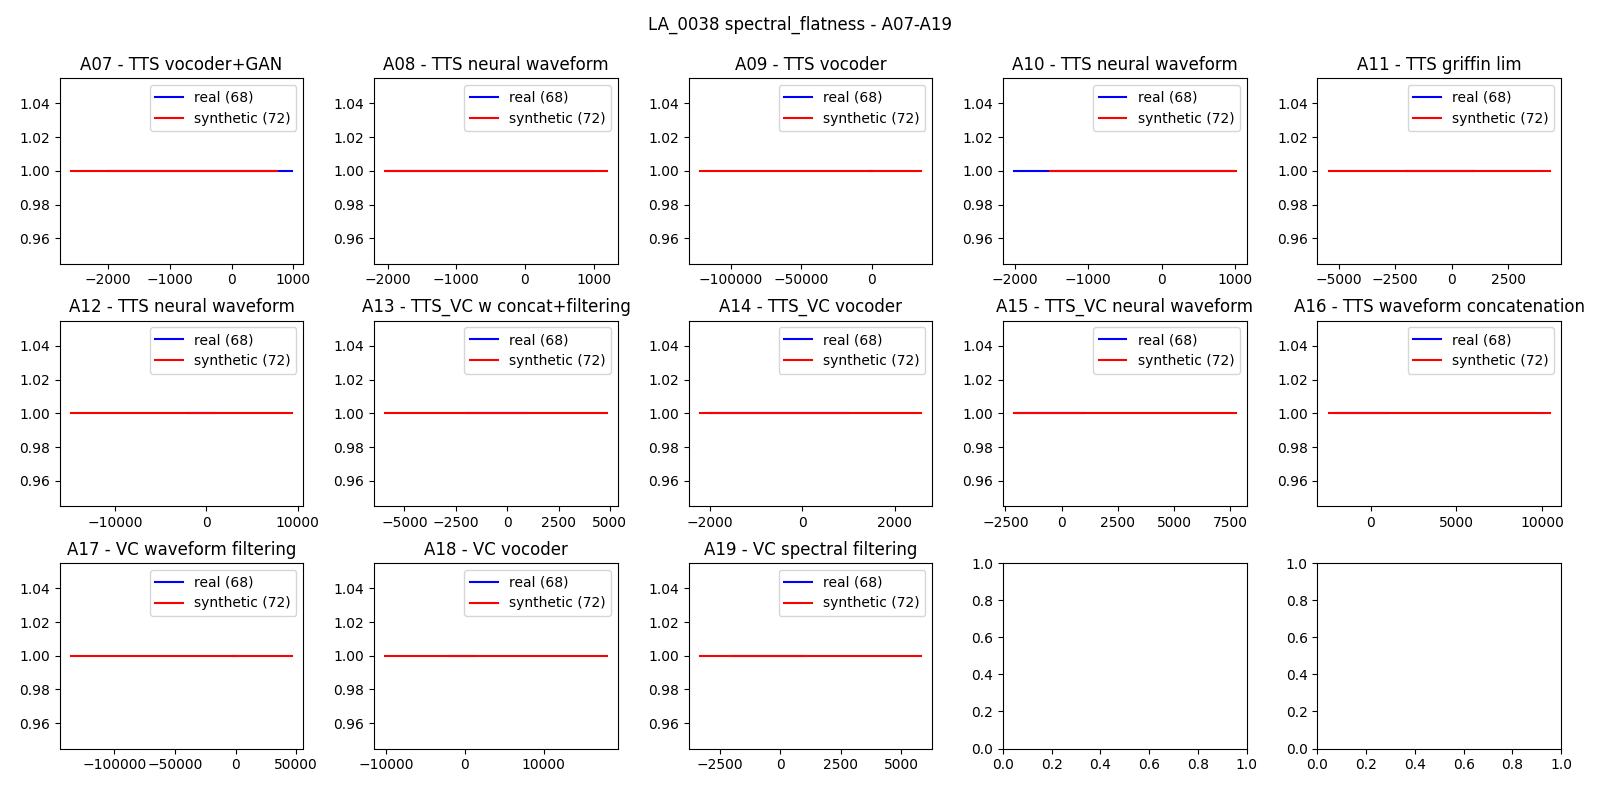 LA_0038 spectral_flatness - A07-A19
A07 - TTS vocoder+GAN
1.04
1.02
1.00
0.98
0.96
real (68)
synthetic (72)
−2000 −1000 0 1000
A08 - TTS neural waveform
1.04
1.02
1.00
0.98
0.96
real (68)
synthetic (72)
−2000 −1000 0 1000
A09 - TTS vocoder
1.04
1.02
1.00
0.98
0.96
real (68)
synthetic (72)
−100000 −50000 0
A10 - TTS neural waveform
1.04
1.02
1.00
0.98
0.96
real (68)
synthetic (72)
−2000 −1000 0 1000
A11 - TTS griffin lim
1.04
1.02
1.00
0.98
0.96
real (68)
synthetic (72)
−5000 −2500 0 2500
A12 - TTS neural waveform
1.04
1.02
1.00
0.98
0.96
real (68)
synthetic (72)
−10000 0 10000
A13 - TTS_VC w concat+filtering
1.04
1.02
1.00
0.98
0.96
real (68)
synthetic (72)
−5000 −2500 0 2500 5000
A14 - TTS_VC vocoder
1.04
1.02
1.00
0.98
0.96
real (68)
synthetic (72)
−2000 0 2000
A15 - TTS_VC neural waveform
1.04
1.02
1.00
0.98
0.96
real (68)
synthetic (72)
−2500 0 2500 5000 7500
A16 - TTS waveform concatenation
1.04
1.02
1.00
0.98
0.96
real (68)
synthetic (72)
0 5000 10000
A17 - VC waveform filtering
1.04
1.02
1.00
0.98
0.96
real (68)
synthetic (72)
−100000 −50000 0 50000
A18 - VC vocoder
1.04
1.02
1.00
0.98
0.96
real (68)
synthetic (72)
−10000 0 10000
A19 - VC spectral filtering
1.04
1.02
1.00
0.98
0.96
real (68)
synthetic (72)
−2500 0 2500 5000
1.0
0.8
0.6
0.4
0.2
0.0
0.0 0.2 0.4 0.6 0.8 1.0
1.0
0.8
0.6
0.4
0.2
0.0
0.0 0.2 0.4 0.6 0.8 1.0